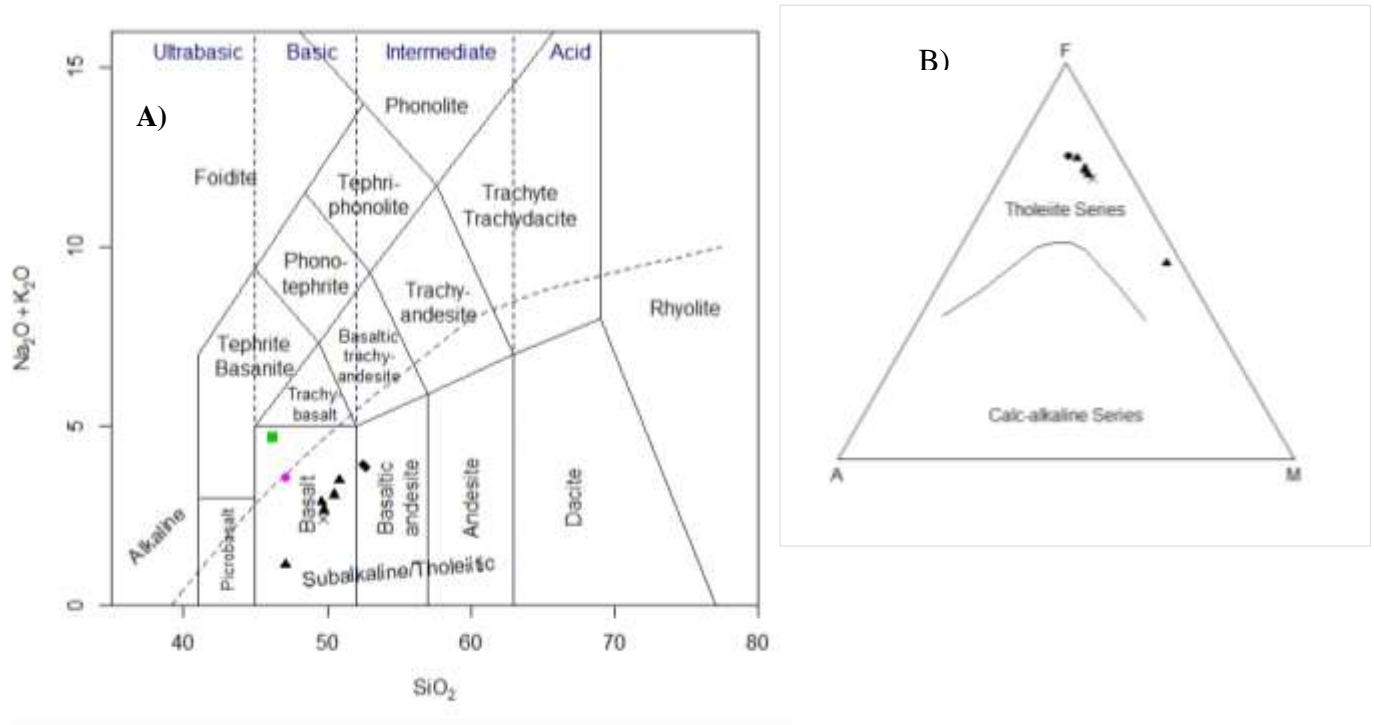 A)
Ultrabasic
Basic
Intermediate
Acid
Phonolite
Foidite
Tephri-
phonolite
Trachyte
Trachydacite
Phono-
tephrite
Trachy-
andesite
Rhyolite
Tephrite
Basanite
Basaltic
trachy-
andesite
Trachy
basalt
Alkaline
Picrobasalt
Basalt
Basaltic
andesite
Andesite
Dacite
Subalkaline/Tholeiitic
0
5
10
15
Na₂O + K₂O
40
50
60
70
80
SiO₂
B)
F
Tholeiite Series
Calc-alkaline Series
A
M